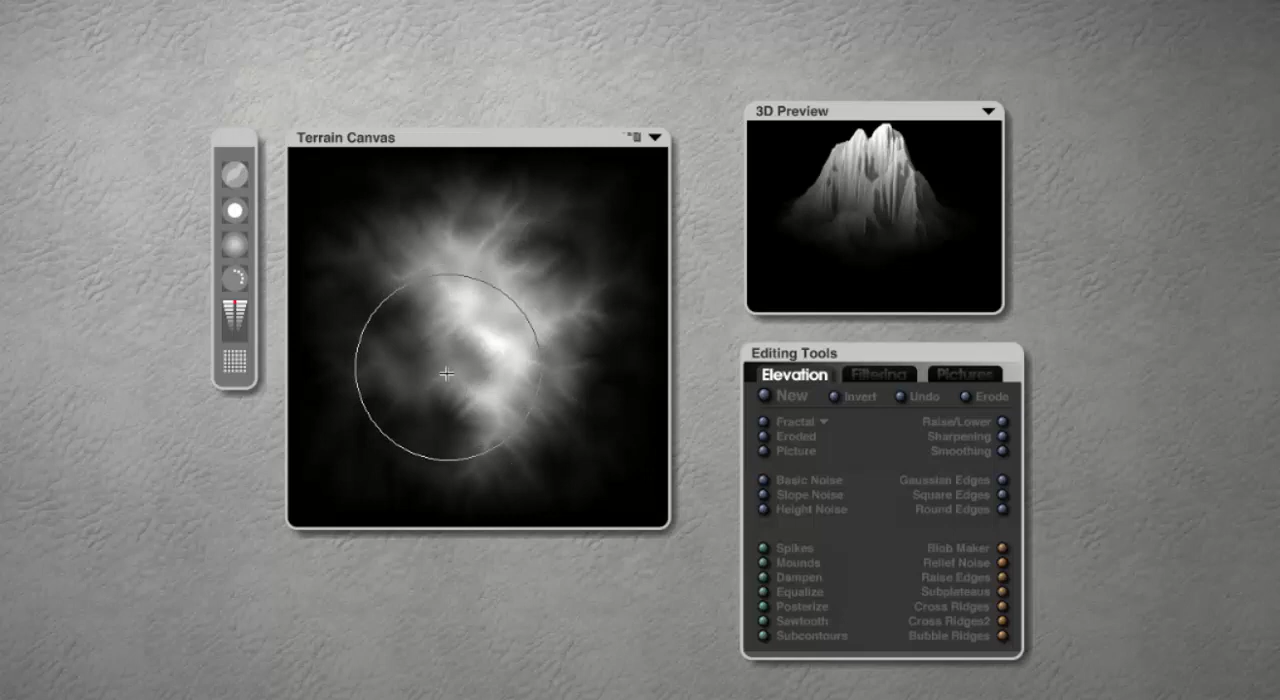 Terrain Canvas
3D Preview
Editing Tools
Elevation Filtering Pictures
New Invert Undo Erode
Fractal Raise/Lower
Eroded Sharpening
Picture Smoothing
Basic Noise Gaussian Edges
Slope Noise Square Edges
Height Noise Round Edges
Spikes Blob Maker
Mounds Relief Noise
Dampen Raise Edges
Equalize Subplateaus
Posterize Cross Ridges
Sawtooth Cross Ridges2
Subcontours Bubble Ridges